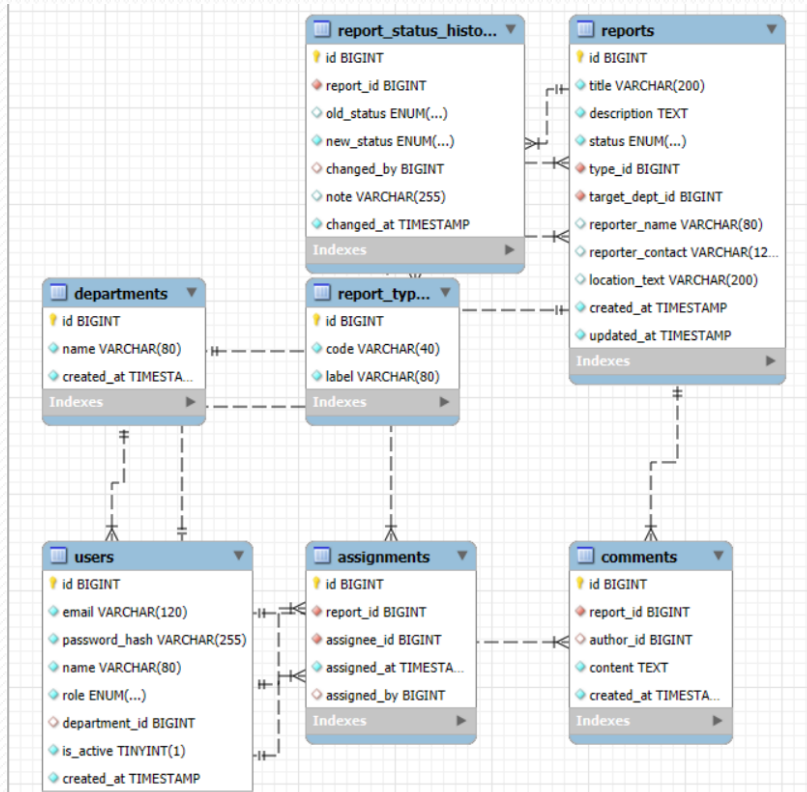 report_status_histo...
id BIGINT
report_id BIGINT
old_status ENUM(...)
new_status ENUM(...)
changed_by BIGINT
note VARCHAR(255)
changed_at TIMESTAMP
Indexes
reports
id BIGINT
title VARCHAR(200)
description TEXT
status ENUM(...)
type_id BIGINT
target_dept_id BIGINT
reporter_name VARCHAR(80)
reporter_contact VARCHAR(12...
location_text VARCHAR(200)
created_at TIMESTAMP
updated_at TIMESTAMP
Indexes
departments
id BIGINT
name VARCHAR(80)
created_at TIMESTA...
Indexes
report_typ...
id BIGINT
code VARCHAR(40)
label VARCHAR(80)
Indexes
users
id BIGINT
email VARCHAR(120)
password_hash VARCHAR(255)
name VARCHAR(80)
role ENUM(...)
department_id BIGINT
is_active TINYINT(1)
created_at TIMESTAMP
assignments
id BIGINT
report_id BIGINT
assignee_id BIGINT
assigned_at TIMESTA...
assigned_by BIGINT
Indexes
comments
id BIGINT
report_id BIGINT
author_id BIGINT
content TEXT
created_at TIMESTA...
Indexes